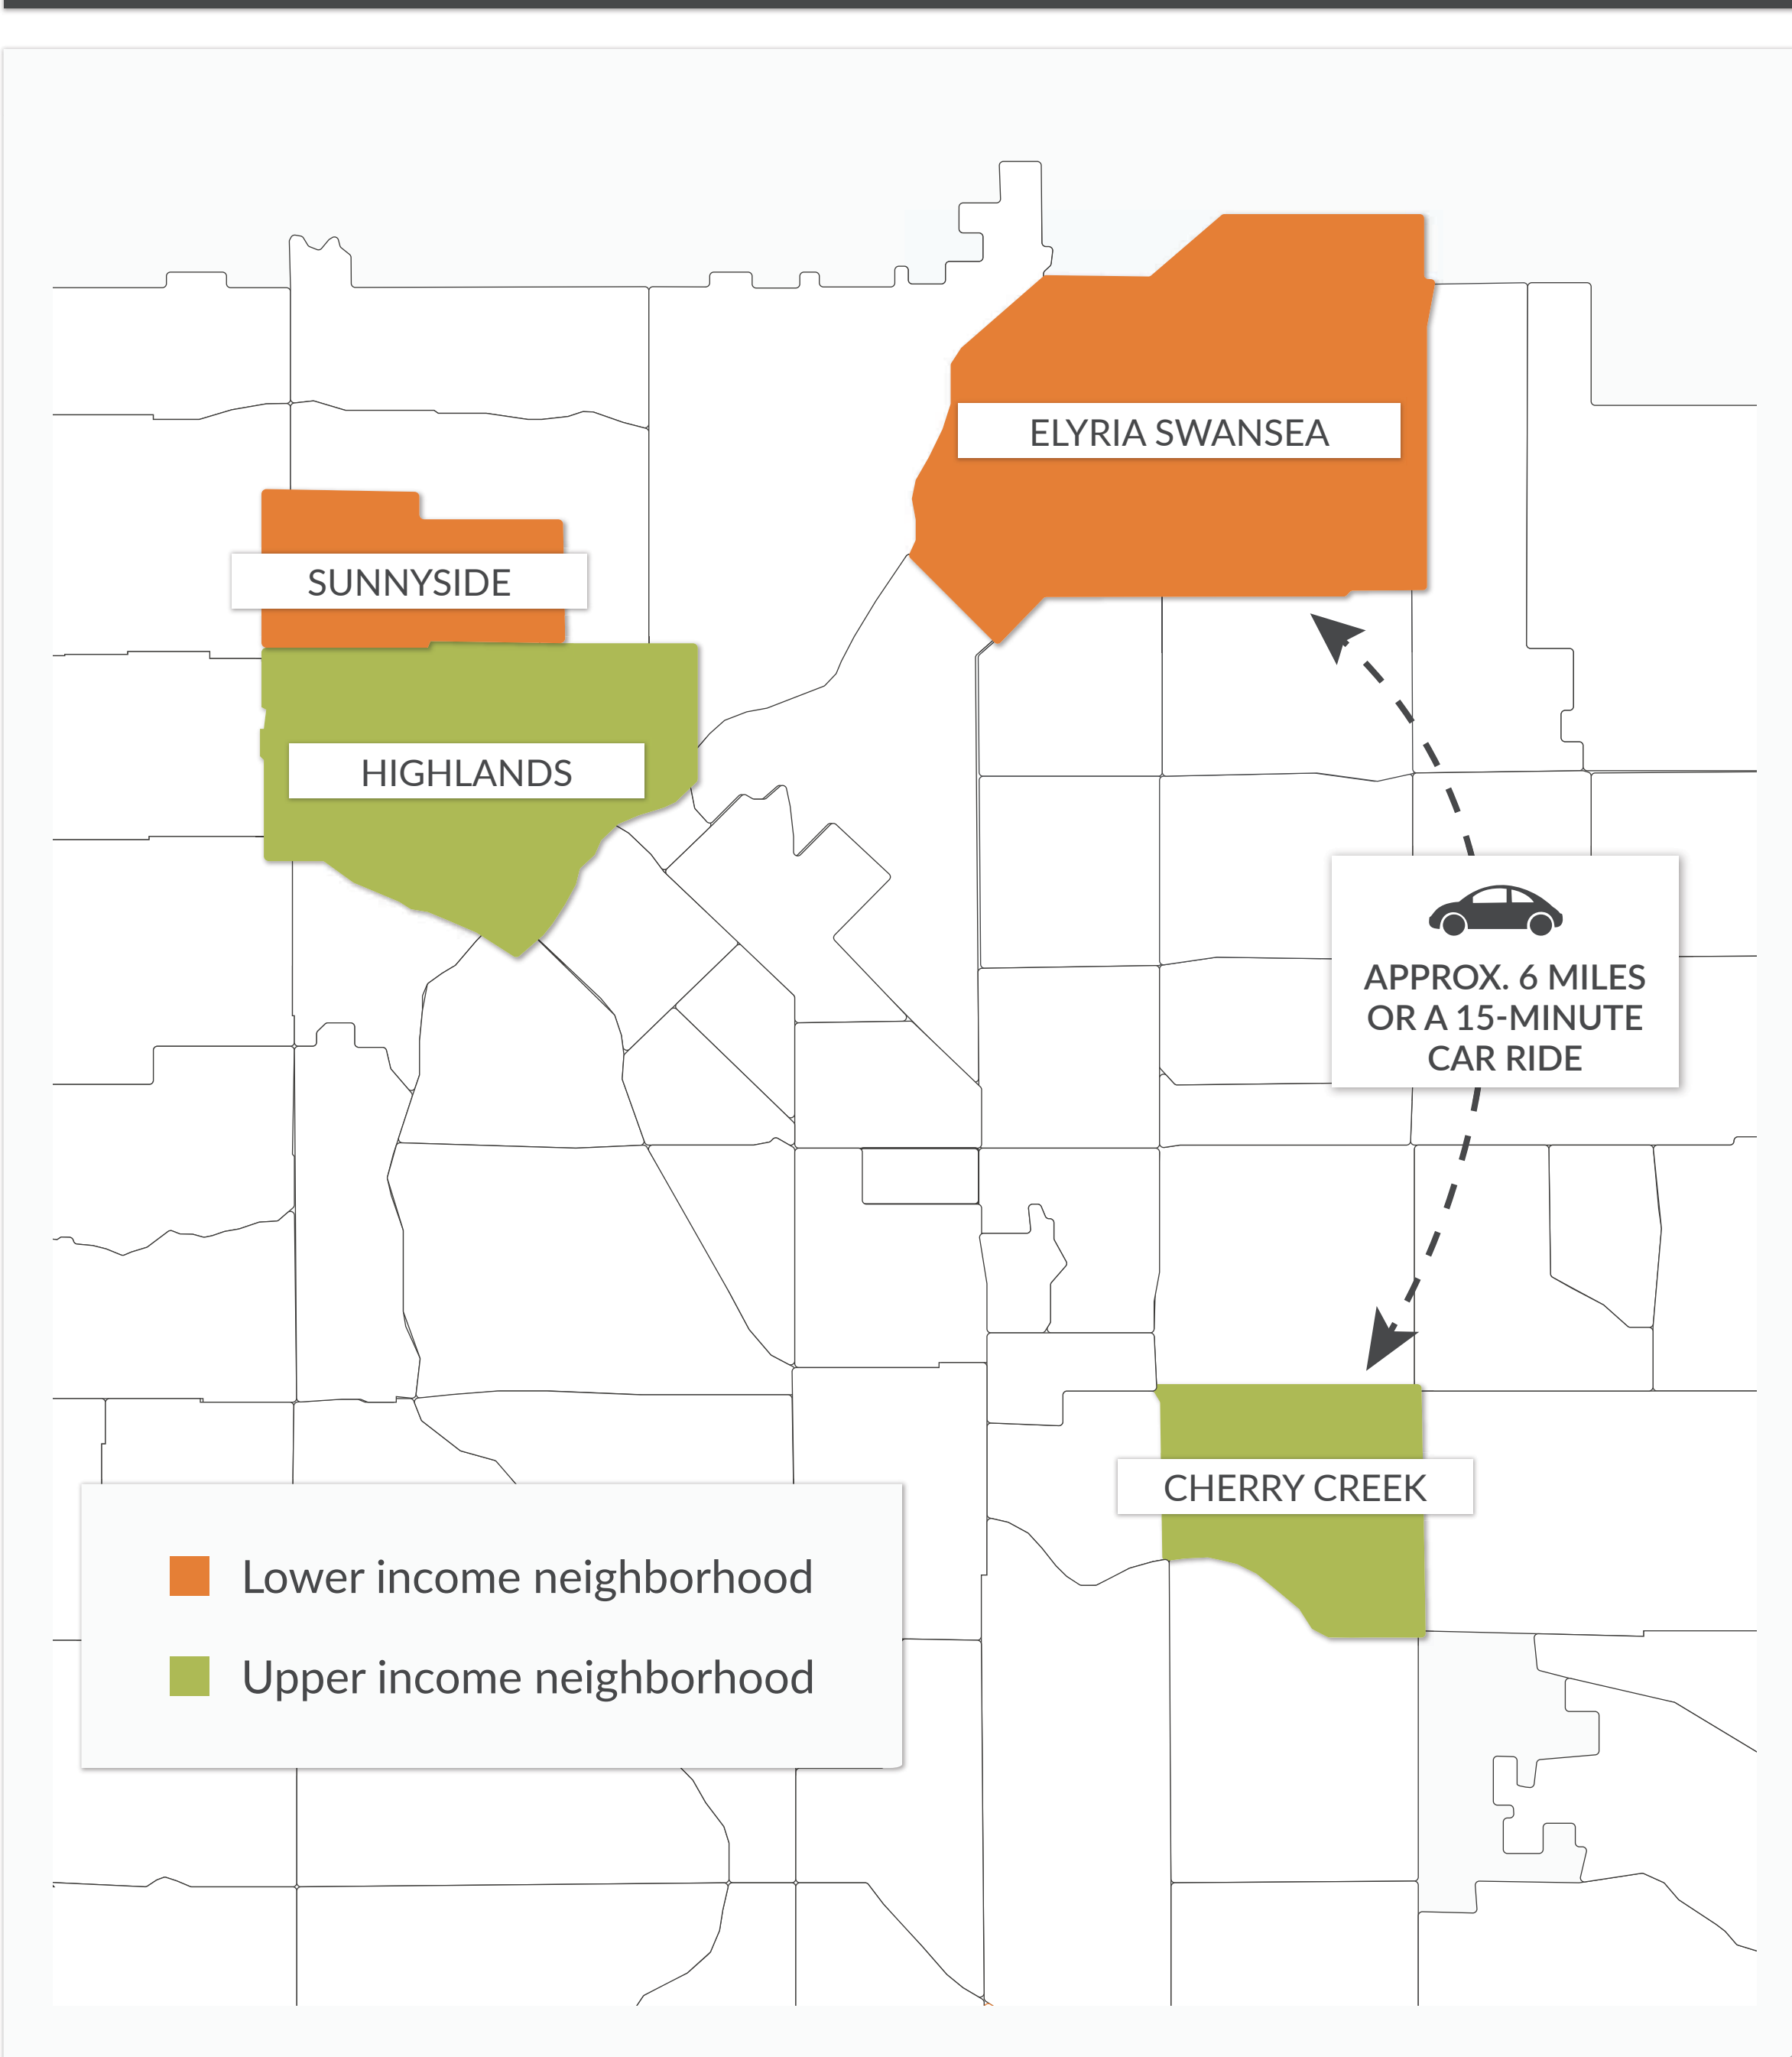 ELYRIA SWANSEA
SUNNYSIDE
HIGHLANDS
APPROX. 6 MILES
OR A 15-MINUTE
CAR RIDE
CHERRY CREEK
Lower income neighborhood
Upper income neighborhood